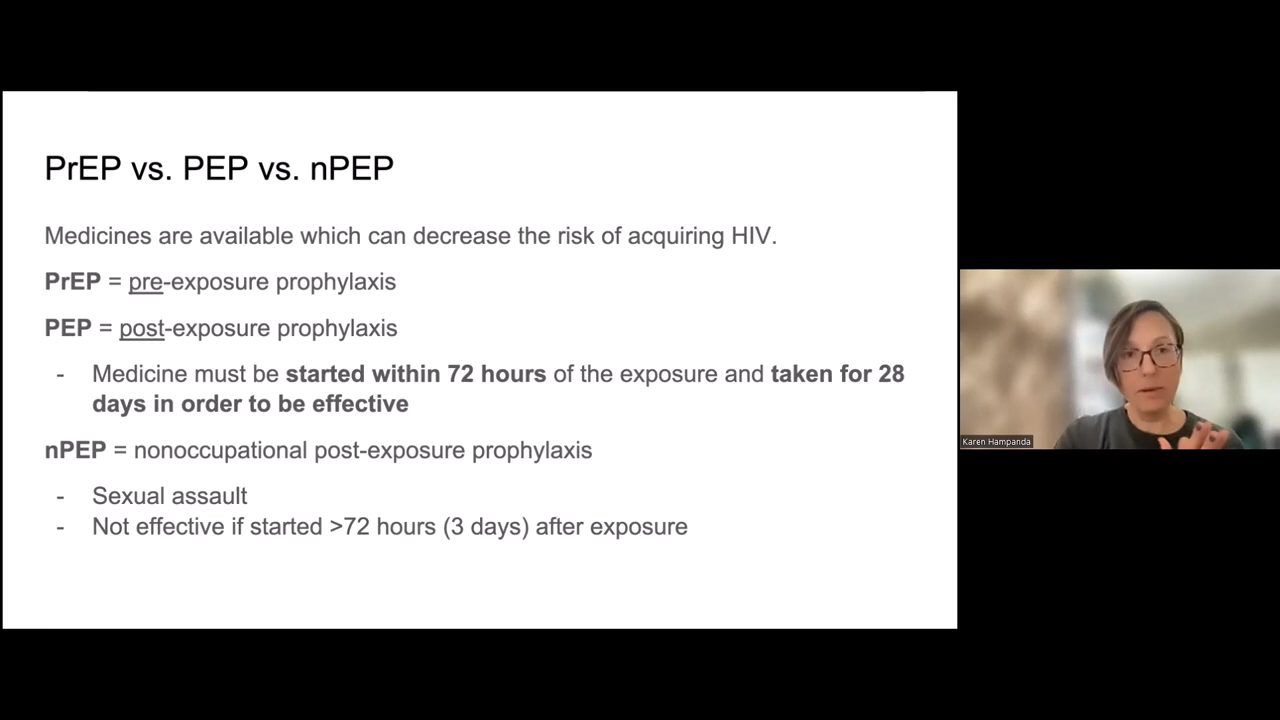 PrEP vs. PEP vs. nPEP
Medicines are available which can decrease the risk of acquiring HIV.
PrEP = pre-exposure prophylaxis
PEP = post-exposure prophylaxis
- Medicine must be started within 72 hours of the exposure and taken for 28
days in order to be effective
nPEP = nonoccupational post-exposure prophylaxis
- Sexual assault
- Not effective if started >72 hours (3 days) after exposure
Karen Hampanda